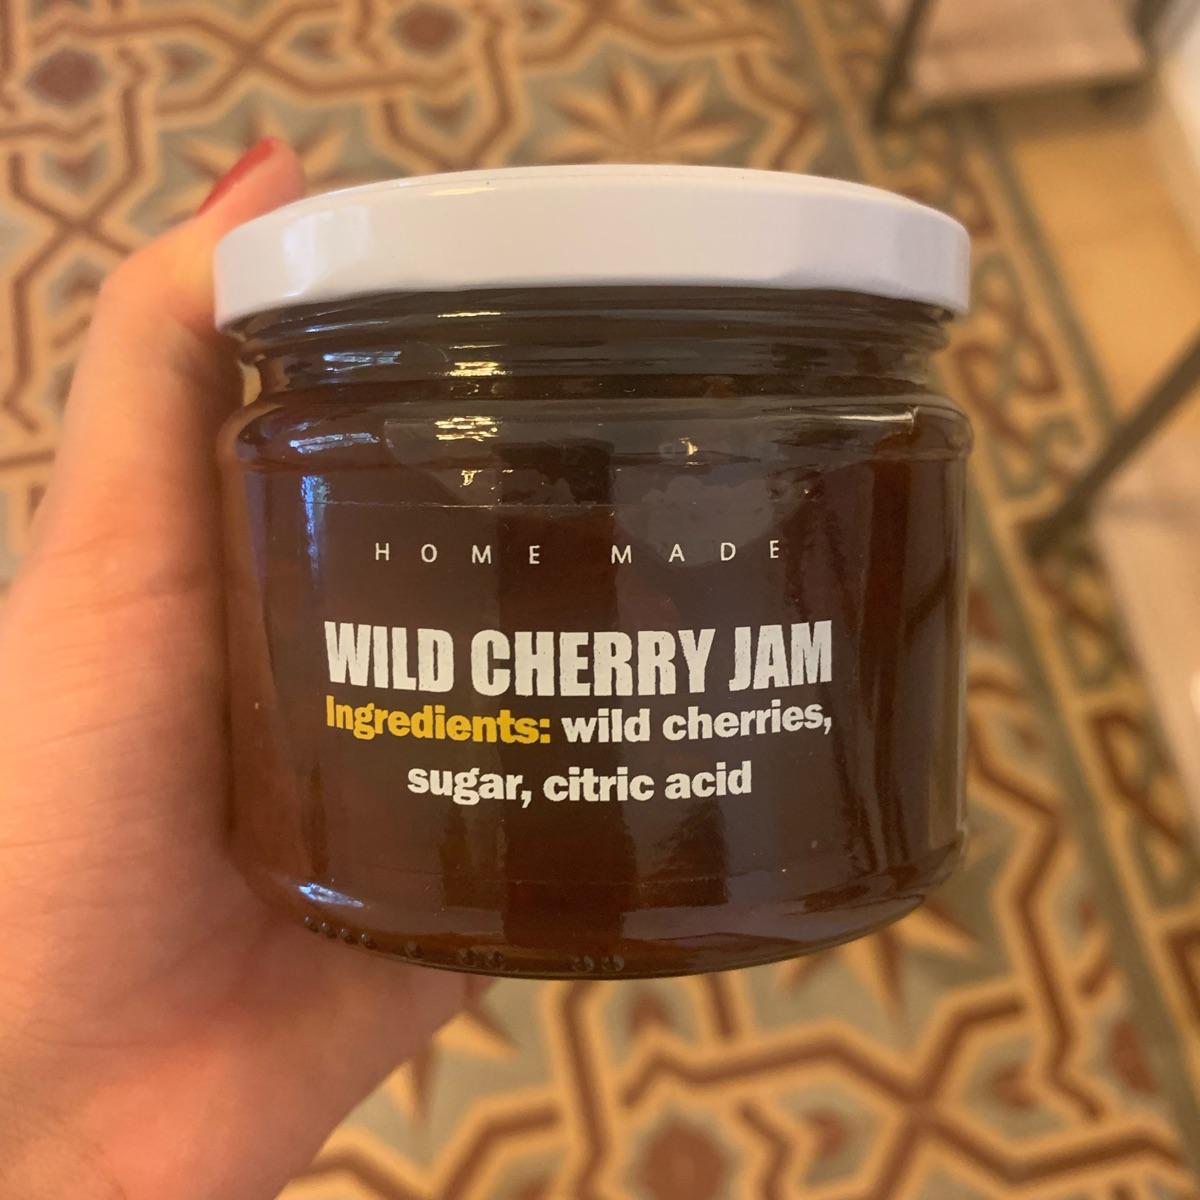 HOME MADE
WILD CHERRY JAM
Ingredients: wild cherries,
sugar, citric acid